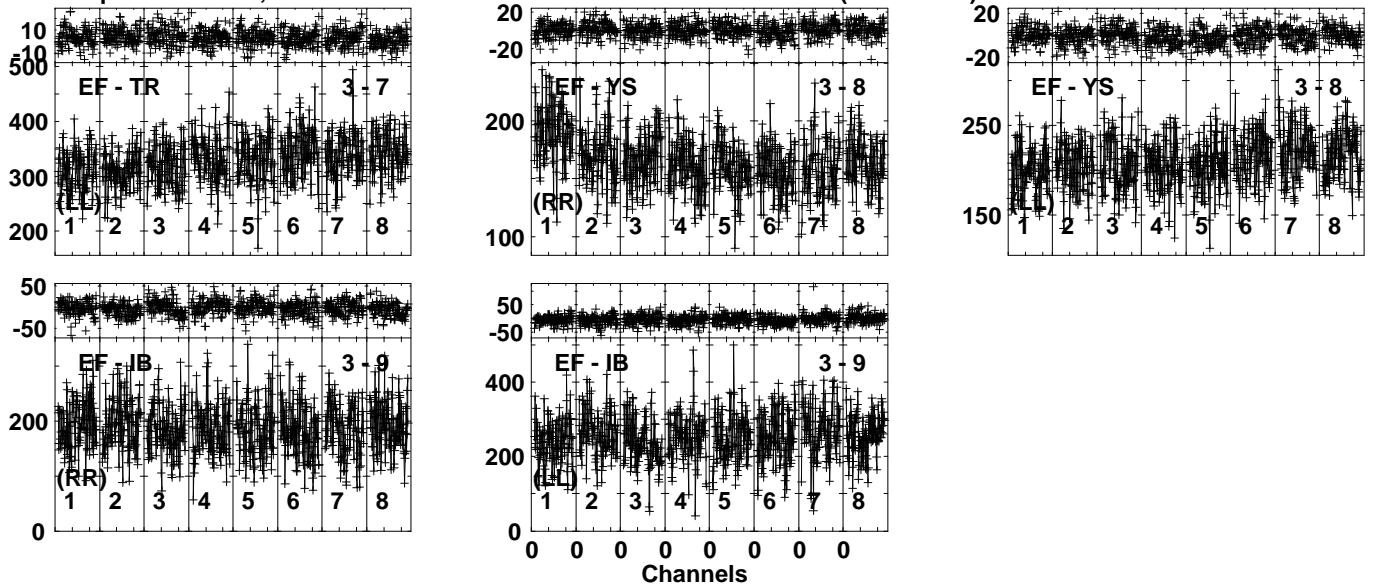 10
-10
500
400
300
200
EF - TR 3 - 7
(LL)
1 2 3 4 5 6 7 8
20
-20
200
100
EF - YS 3 - 8
(RR)
1 2 3 4 5 6 7 8
20
-20
250
150
EF - YS 3 - 8
(LL)
1 2 3 4 5 6 7 8
50
-50
200
0
EF - IB 3 - 9
(RR)
1 2 3 4 5 6 7 8
50
-50
400
200
0
EF - IB 3 - 9
(LL)
1 2 3 4 5 6 7 8
0 0 0 0 0 0 0 0
Channels